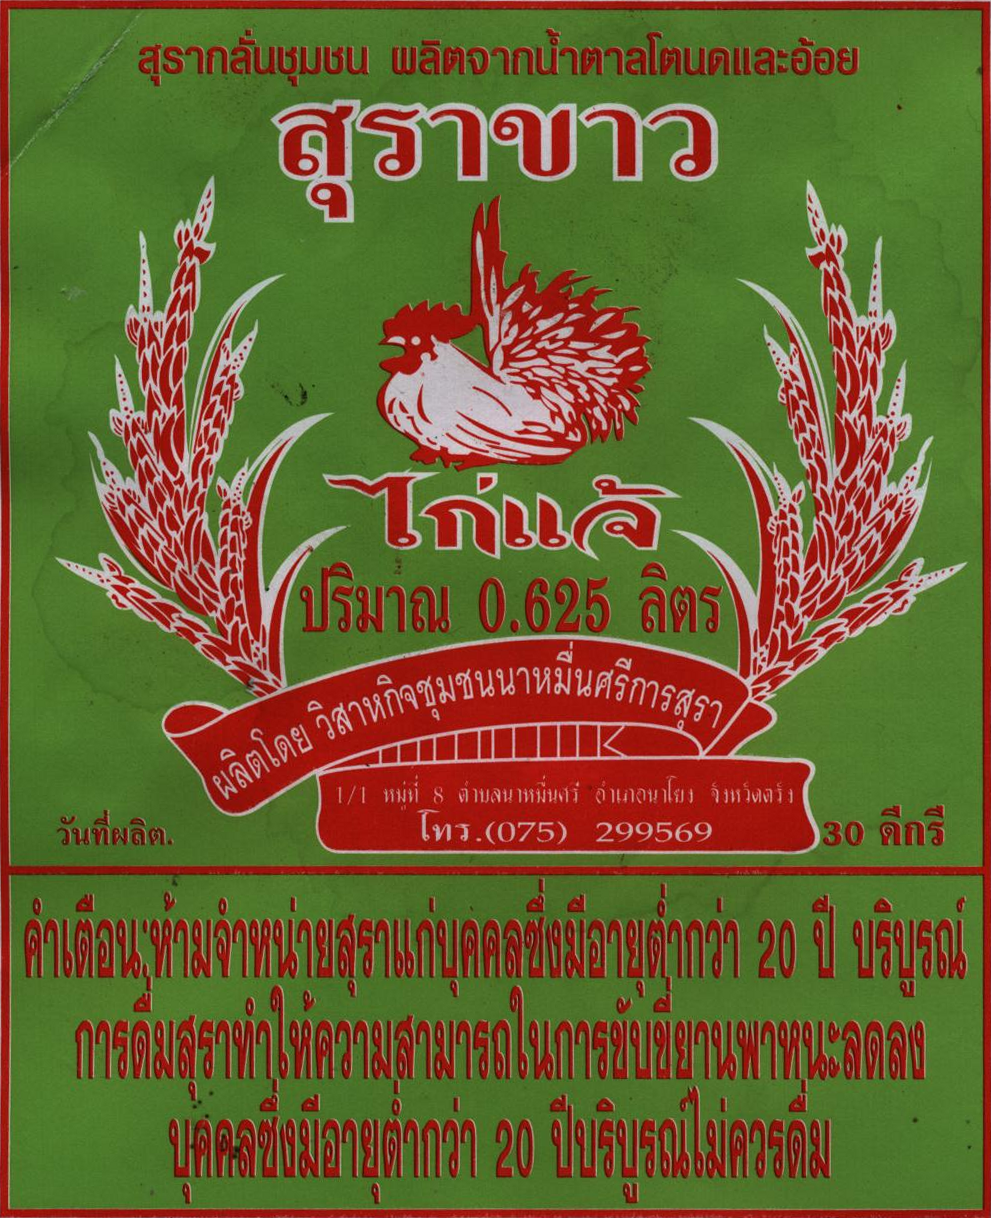 สุรากลั่นชุมชน ผลิตจากน้ำตาลโตนดและอ้อย
สุราขาว
ไก่แจ้
ปริมาณ 0.625 ลิตร
ผลิตโดย วิสาหกิจชุมชนนาหมื่นศรีการสุรา
1/1 หมู่ที่ 8 ตำบลนาหมื่นศรี อำเภอนาโยง จังหวัดตรัง
โทร.(075) 299569
วันที่ผลิต.
30 ดีกรี
คำเตือน:ห้ามจำหน่ายสุราแก่บุคคลซึ่งมีอายุต่ำกว่า 20 ปี บริบูรณ์
การดื่มสุราทำให้ความสามารถในการขับขี่ยานพาหนะลดลง
บุคคลซึ่งมีอายุต่ำกว่า 20 ปีบริบูรณ์ไม่ควรดื่ม